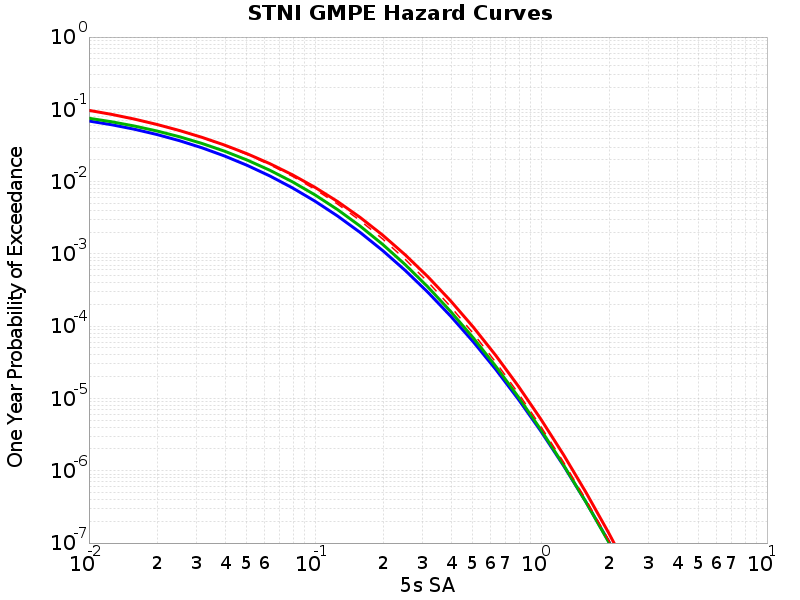 STNI GMPE Hazard Curves
One Year Probability of Exceedance
10^0
10^-1
10^-2
10^-3
10^-4
10^-5
10^-6
10^-7
10^-2 2 3 4 5 6 10^-1 2 3 4 5 6 7 10^0 2 3 4 5 6 7 10^1
5s SA